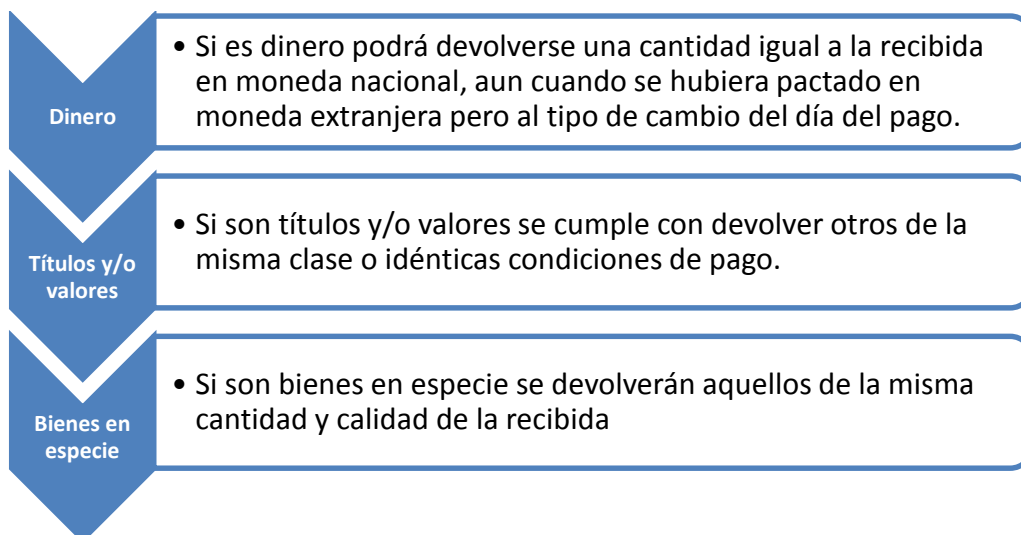 Dinero
• Si es dinero podrá devolverse una cantidad igual a la recibida
en moneda nacional, aun cuando se hubiera pactado en
moneda extranjera pero al tipo de cambio del día del pago.
Títulos y/o
valores
• Si son títulos y/o valores se cumple con devolver otros de la
misma clase o idénticas condiciones de pago.
Bienes en
especie
• Si son bienes en especie se devolverán aquellos de la misma
cantidad y calidad de la recibida